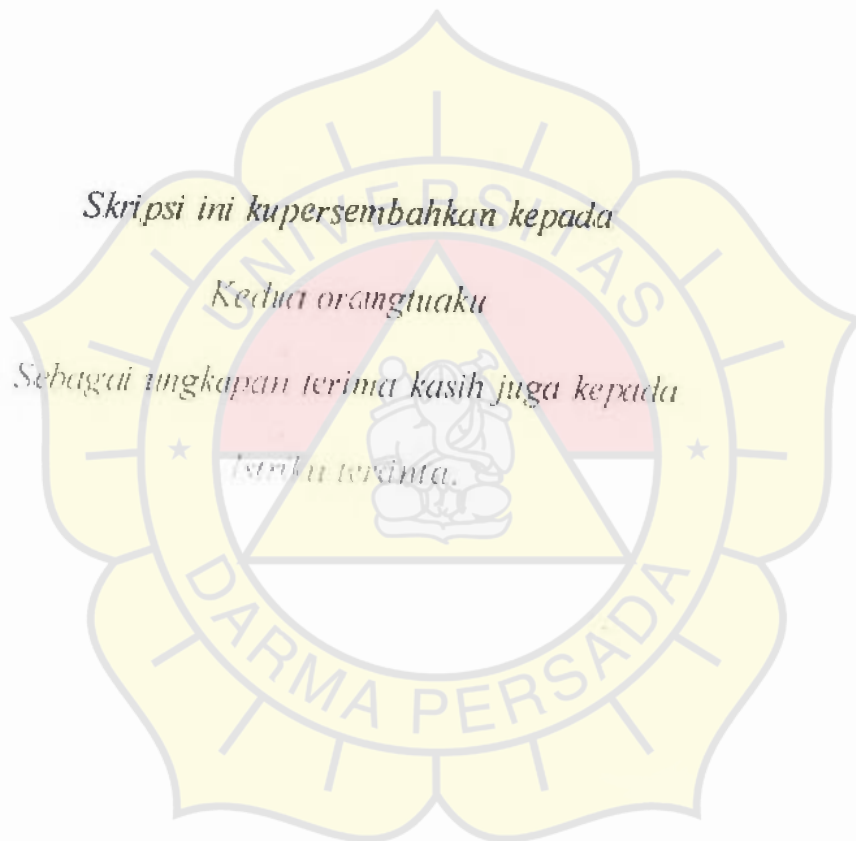 Skripsi ini kupersembahkan kepada
Kedua orangtuaku
Sebagai ungkapan terima kasih juga kepada
Istriku tercinta.
UNIVERSITAS
DARMA PERSADA